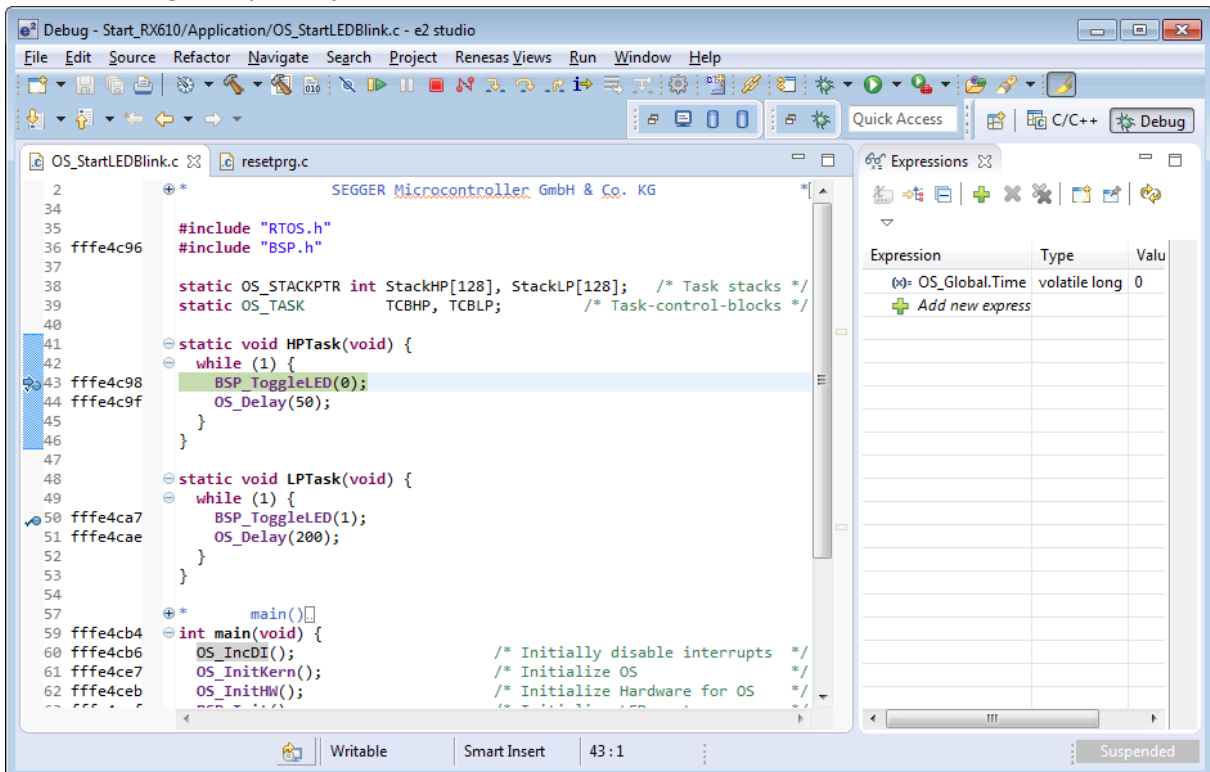 Debug - Start_RX610/Application/OS_StartLEDBlink.c - e2 studio
File Edit Source Refactor Navigate Search Project Renesas Views Run Window Help
Quick Access C/C++ Debug
OS_StartLEDBlink.c resetprg.c
Expressions
2 * SEGGER Microcontroller GmbH & Co. KG *[
34
35 #include "RTOS.h"
36 fffe4c96 #include "BSP.h"
37
38 static OS_STACKPTR int StackHP[128], StackLP[128]; /* Task stacks */
39 static OS_TASK TCBHP, TCBLP; /* Task-control-blocks */
40
41 static void HPTask(void) {
42 while (1) {
43 fffe4c98 BSP_ToggleLED(0);
44 fffe4c9f OS_Delay(50);
45 }
46 }
47
48 static void LPTask(void) {
49 while (1) {
50 fffe4ca7 BSP_ToggleLED(1);
51 fffe4cae OS_Delay(200);
52 }
53 }
54
57 * main()
59 fffe4cb4 int main(void) {
60 fffe4cb6 OS_IncDI(); /* Initially disable interrupts */
61 fffe4ce7 OS_InitKern(); /* Initialize OS */
62 fffe4ceb OS_InitHW(); /* Initialize Hardware for OS */
Expression Type Valu
(x)= OS_Global.Time volatile long 0
Add new express
Writable Smart Insert 43 : 1 Suspended